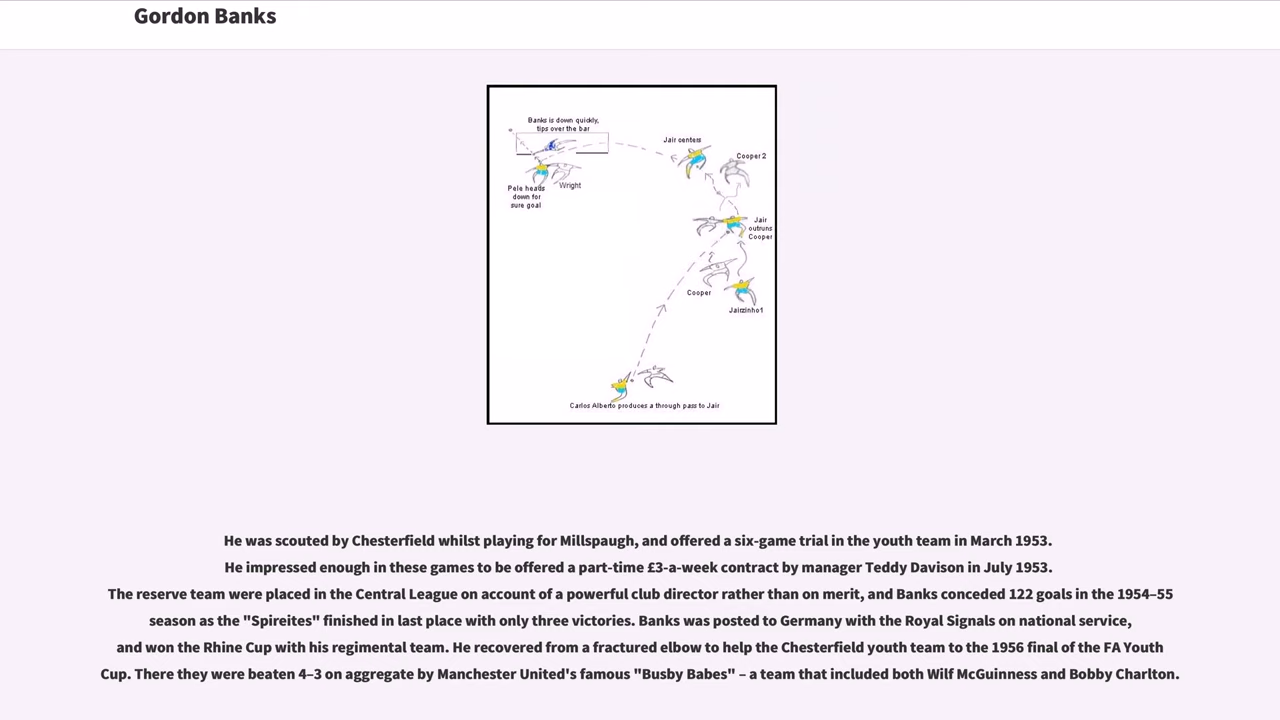 Gordon Banks
Banks is down quickly,
tips over the bar
Jair centers
Cooper 2
Pele heads
down for
sure goal
Wright
Jair
outruns
Cooper
Cooper
Jairzinho1
Carlos Alberto produces a through pass to Jair
He was scouted by Chesterfield whilst playing for Millspaugh, and offered a six-game trial in the youth team in March 1953.
He impressed enough in these games to be offered a part-time £3-a-week contract by manager Teddy Davison in July 1953.
The reserve team were placed in the Central League on account of a powerful club director rather than on merit, and Banks conceded 122 goals in the 1954–55
season as the "Spireites" finished in last place with only three victories. Banks was posted to Germany with the Royal Signals on national service,
and won the Rhine Cup with his regimental team. He recovered from a fractured elbow to help the Chesterfield youth team to the 1956 final of the FA Youth
Cup. There they were beaten 4–3 on aggregate by Manchester United's famous "Busby Babes" – a team that included both Wilf McGuinness and Bobby Charlton.